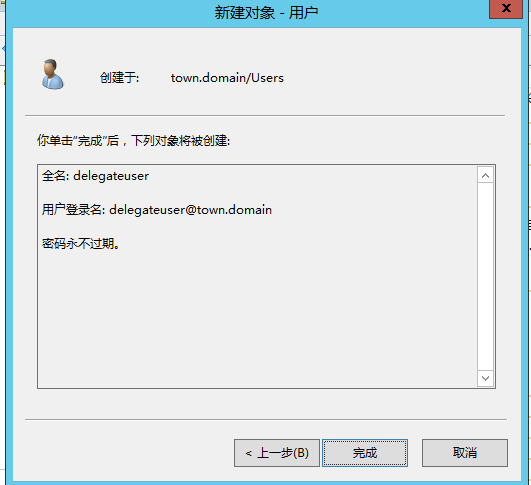 新建对象 - 用户
x
创建于: town.domain/Users
你单击“完成”后，下列对象将被创建:
全名: delegateuser
用户登录名: delegateuser@town.domain
密码永不过期。
< 上一步(B) 完成 取消